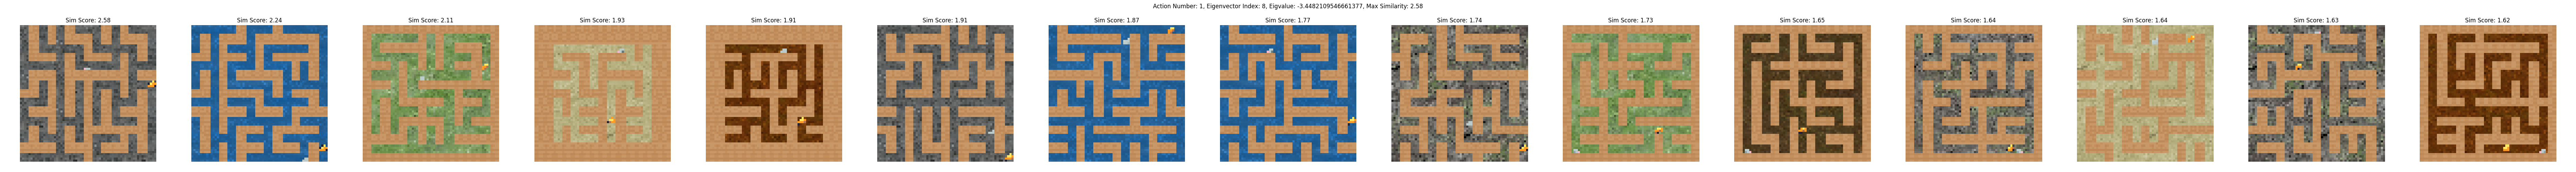 Action Number: 1, Eigenvector Index: 8, Eigvalue: -3.4482109546661377, Max Similarity: 2.58
Sim Score: 2.58
Sim Score: 2.24
Sim Score: 2.11
Sim Score: 1.93
Sim Score: 1.91
Sim Score: 1.91
Sim Score: 1.87
Sim Score: 1.77
Sim Score: 1.74
Sim Score: 1.73
Sim Score: 1.65
Sim Score: 1.64
Sim Score: 1.64
Sim Score: 1.63
Sim Score: 1.62